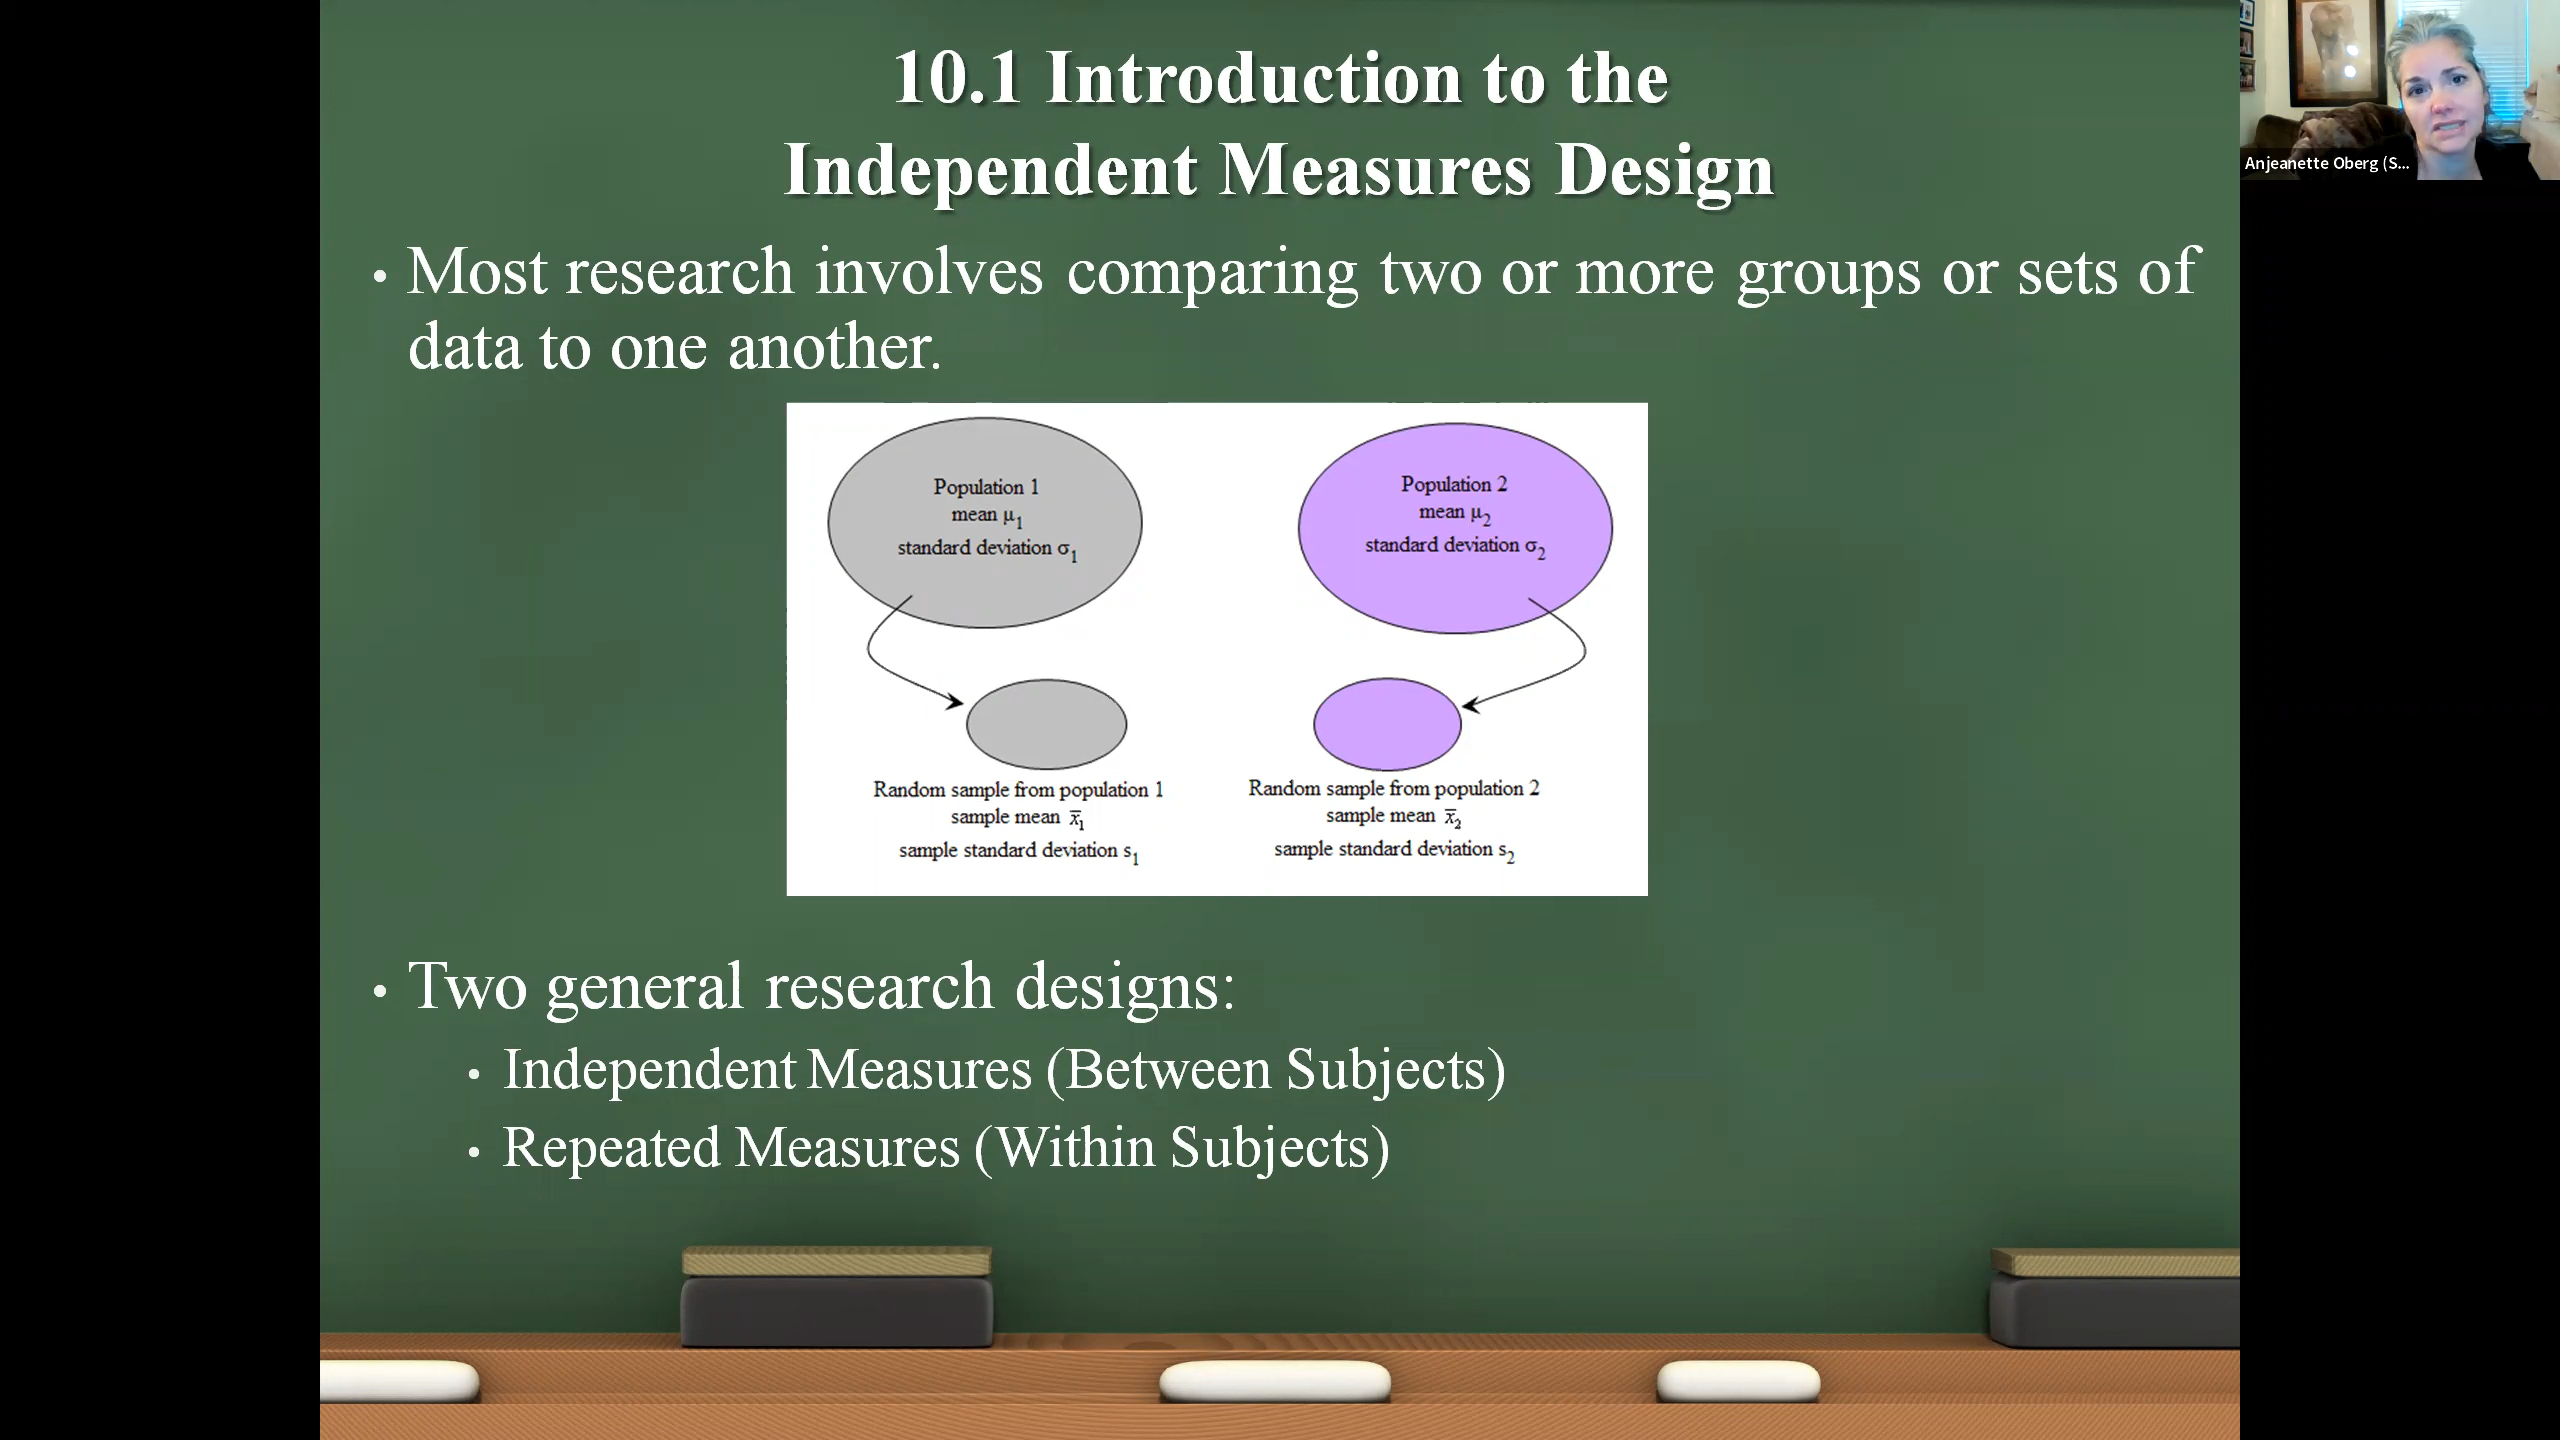 10.1 Introduction to the
Independent Measures Design
• Most research involves comparing two or more groups or sets of
data to one another.
Population 1
mean μ₁
standard deviation σ₁
Population 2
mean μ₂
standard deviation σ₂
Random sample from population 1
sample mean x̅₁
sample standard deviation s₁
Random sample from population 2
sample mean x̅₂
sample standard deviation s₂
• Two general research designs:
• Independent Measures (Between Subjects)
• Repeated Measures (Within Subjects)
Anjeanette Oberg (S...